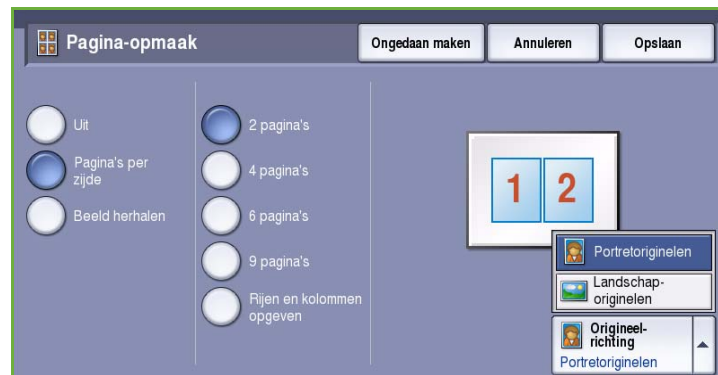 Pagina-opmaak
Ongedaan maken
Annuleren
Opslaan
Uit
Pagina's per
zijde
Beeld herhalen
2 pagina's
4 pagina's
6 pagina's
9 pagina's
Rijen en kolommen
opgeven
1 2
Portretoriginelen
Landschap-
originelen
Origineel-
richting
Portretoriginelen